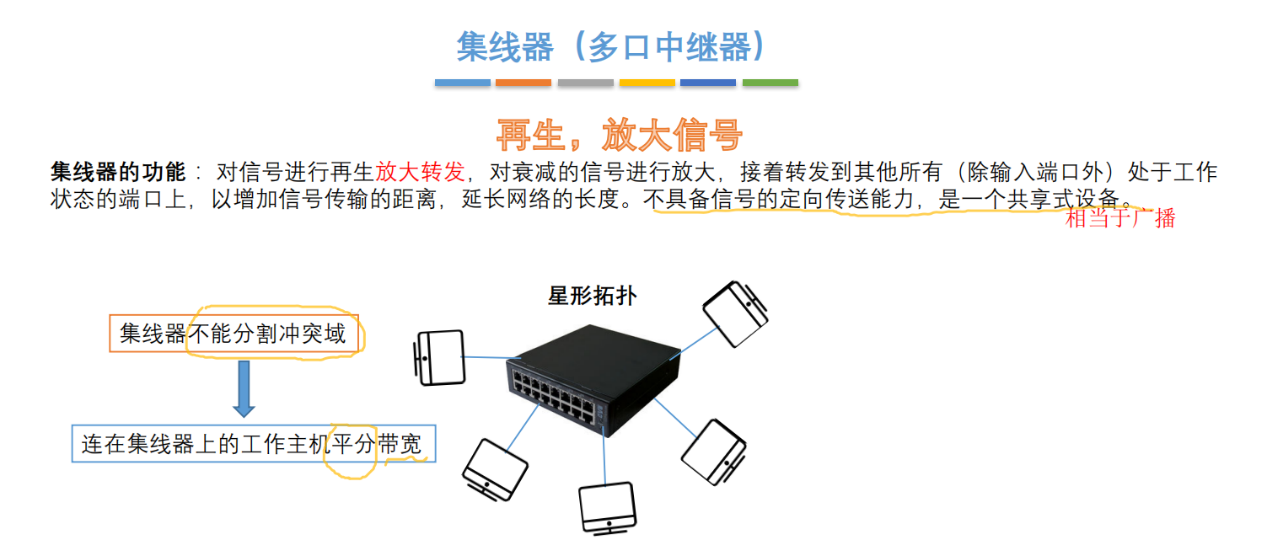 集线器（多口中继器）
再生，放大信号
集线器的功能：对信号进行再生放大转发，对衰减的信号进行放大，接着转发到其他所有（除输入端口外）处于工作
状态的端口上，以增加信号传输的距离，延长网络的长度。不具备信号的定向传送能力，是一个共享式设备。
相当于广播
星形拓扑
集线器不能分割冲突域
连在集线器上的工作主机平分带宽